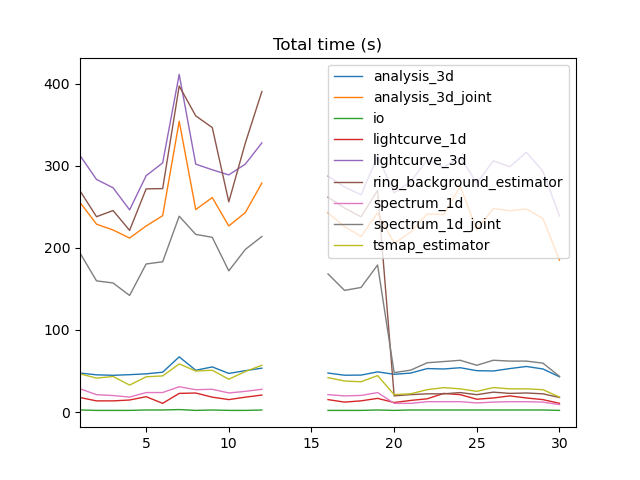 Total time (s)
analysis_3d
analysis_3d_joint
io
lightcurve_1d
lightcurve_3d
ring_background_estimator
spectrum_1d
spectrum_1d_joint
tsmap_estimator
400
300
200
100
0
5
10
15
20
25
30